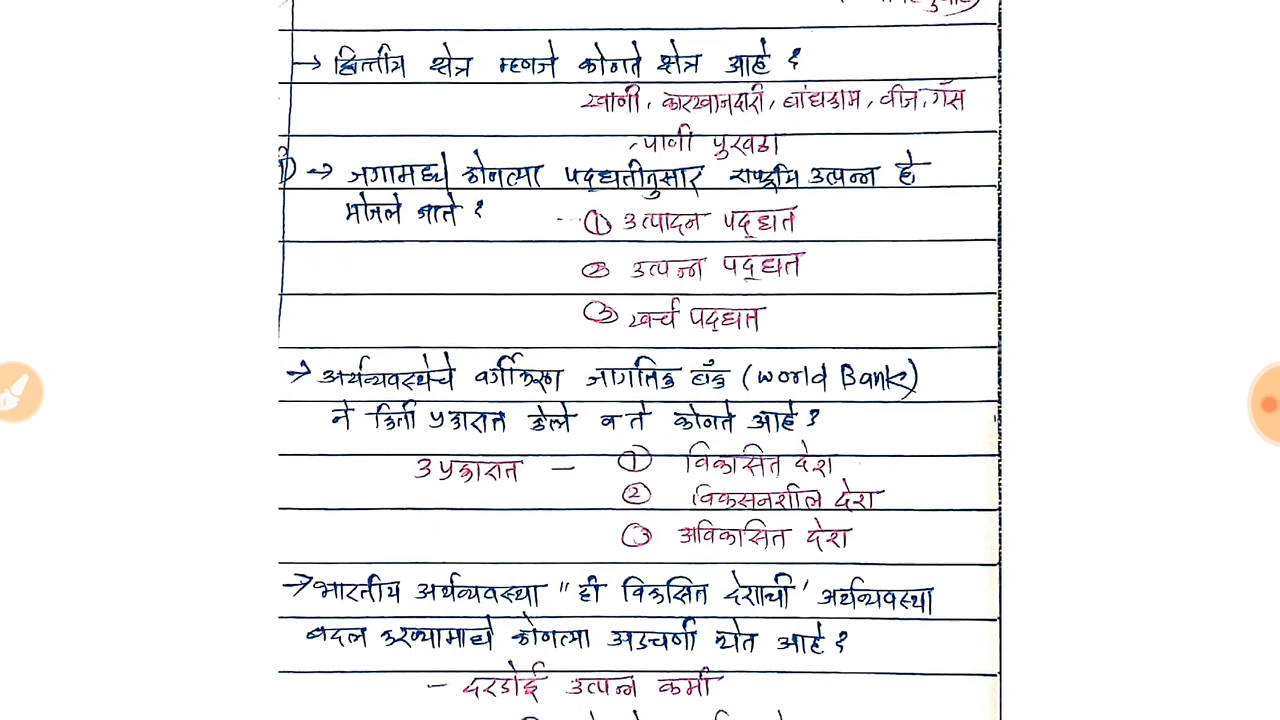 → द्वित्तीय क्षेत्र म्हणजे कोणते क्षेत्र आहे ?
खाणी, कारखानदारी, बांधकाम, वीज, गॅस
, पाणी पुरवठा
→ जगामध्ये कोणत्या पद्धतीनुसार राष्ट्रीय उत्पन्न हे
मोजले जाते ?
① उत्पादन पद्धत
② उत्पन्न पद्धत
③ खर्च पद्धत
→ अर्थव्यवस्थेचे वर्गीकरण जागतिक बँक (World Bank)
ने किती प्रकारात केले व ते कोणते आहे ?
3 प्रकारात - ① विकासित देश
② विकसनशील देश
③ अविकासित देश
→ भारतीय अर्थव्यवस्था " ही विकसित देशाची ' अर्थव्यवस्था
बदल करण्यामध्ये कोणत्या अडचणी येत आहे ?
- दरडोई उत्पन्न कमी